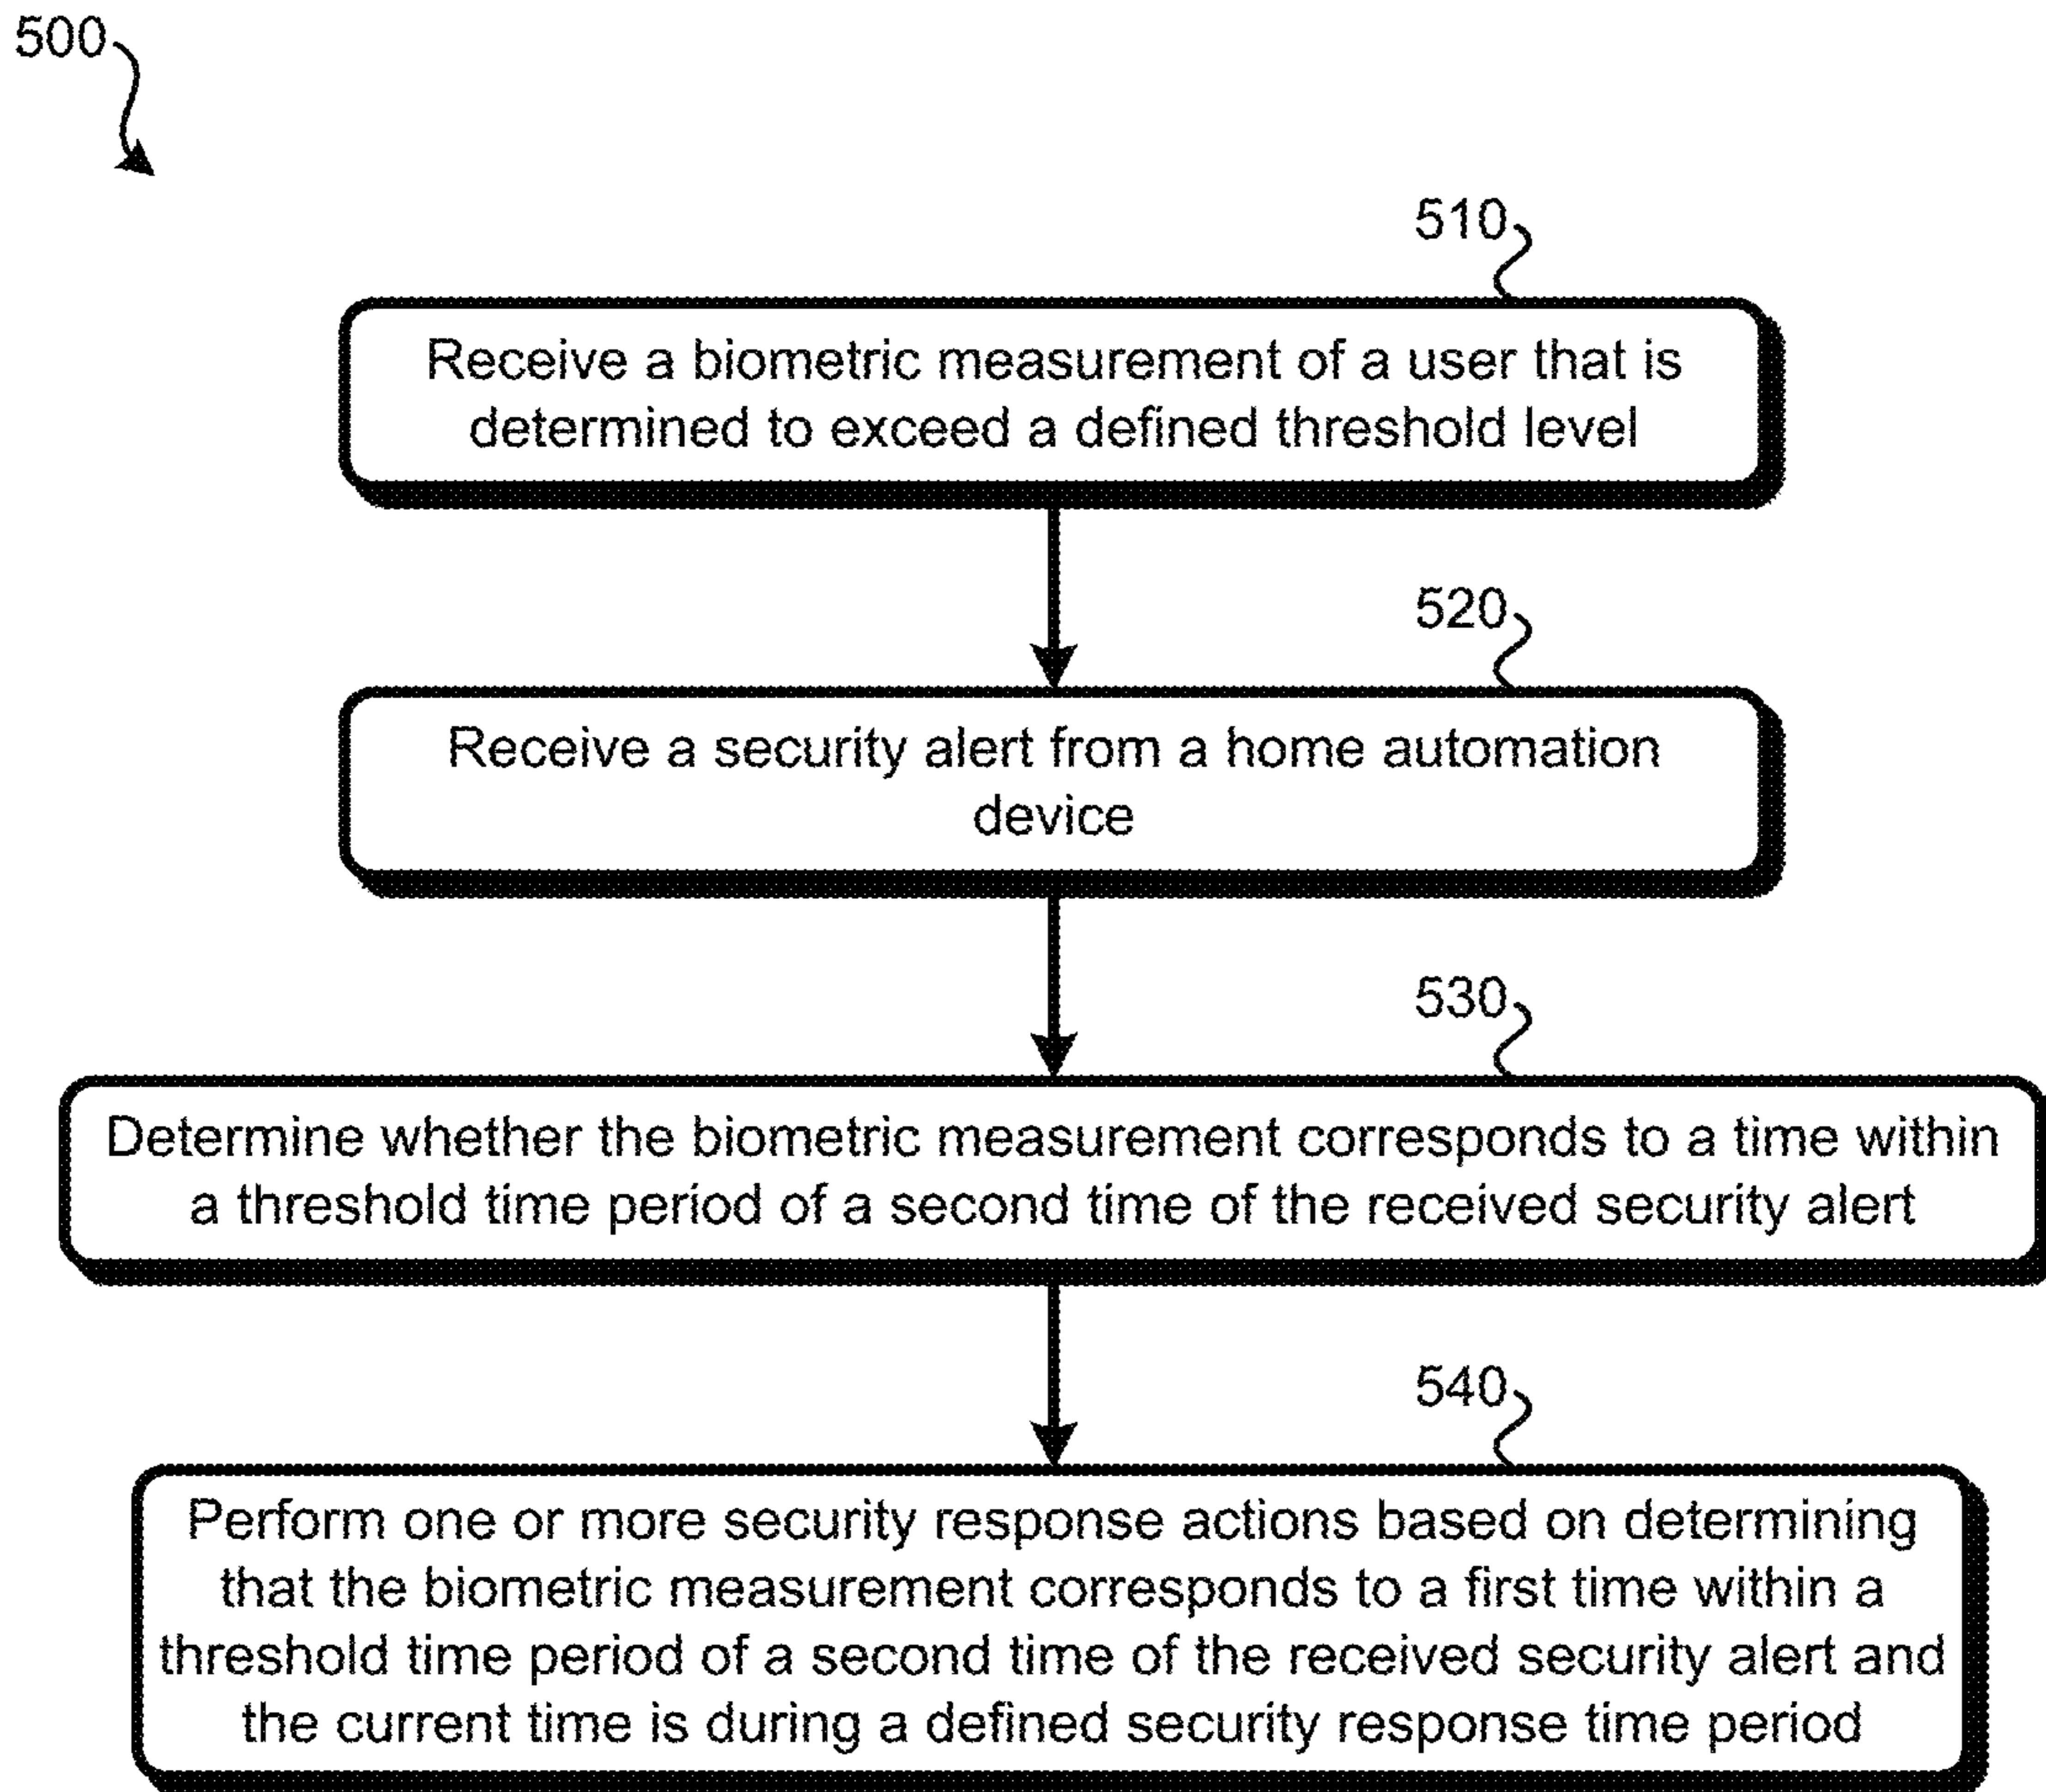 500
510
Receive a biometric measurement of a user that is
determined to exceed a defined threshold level
520
Receive a security alert from a home automation
device
530
Determine whether the biometric measurement corresponds to a time within
a threshold time period of a second time of the received security alert
540
Perform one or more security response actions based on determining
that the biometric measurement corresponds to a first time within a
threshold time period of a second time of the received security alert and
the current time is during a defined security response time period